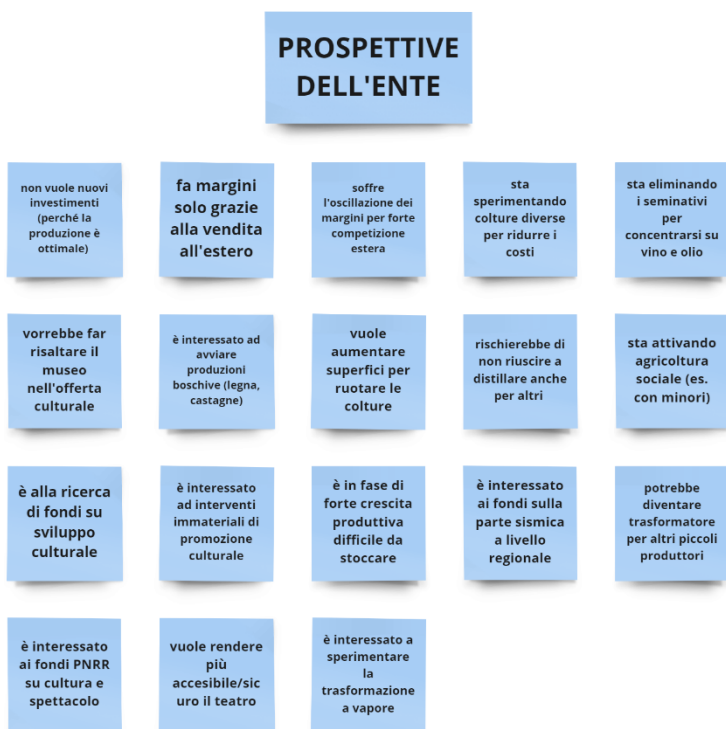 PROSPETTIVE
DELL'ENTE
non vuole nuovi
investimenti
(perché la
produzione è
ottimale)
fa margini
solo grazie
alla vendita
all'estero
soffre
l'oscillazione dei
margini per forte
competizione
estera
sta
sperimentando
colture diverse
per ridurre i
costi
sta eliminando
i seminativi
per
concentrarsi su
vino e olio
vorrebbe far
risaltare il
museo
nell'offerta
culturale
è interessato ad
avviare
produzioni
boschive (legna,
castagne)
vuole
aumentare
superfici per
ruotare le
colture
rischierebbe di
non riuscire a
distillare anche
per altri
sta attivando
agricoltura
sociale (es.
con minori)
è alla ricerca
di fondi su
sviluppo
culturale
è interessato
ad interventi
immateriali di
promozione
culturale
è in fase di
forte crescita
produttiva
difficile da
stoccare
è interessato
ai fondi sulla
parte sismica
a livello
regionale
potrebbe
diventare
trasformatore
per altri piccoli
produttori
è interessato
ai fondi PNRR
su cultura e
spettacolo
vuole rendere
più
accesibile/sic
uro il teatro
è interessato a
sperimentare
la
trasformazione
a vapore